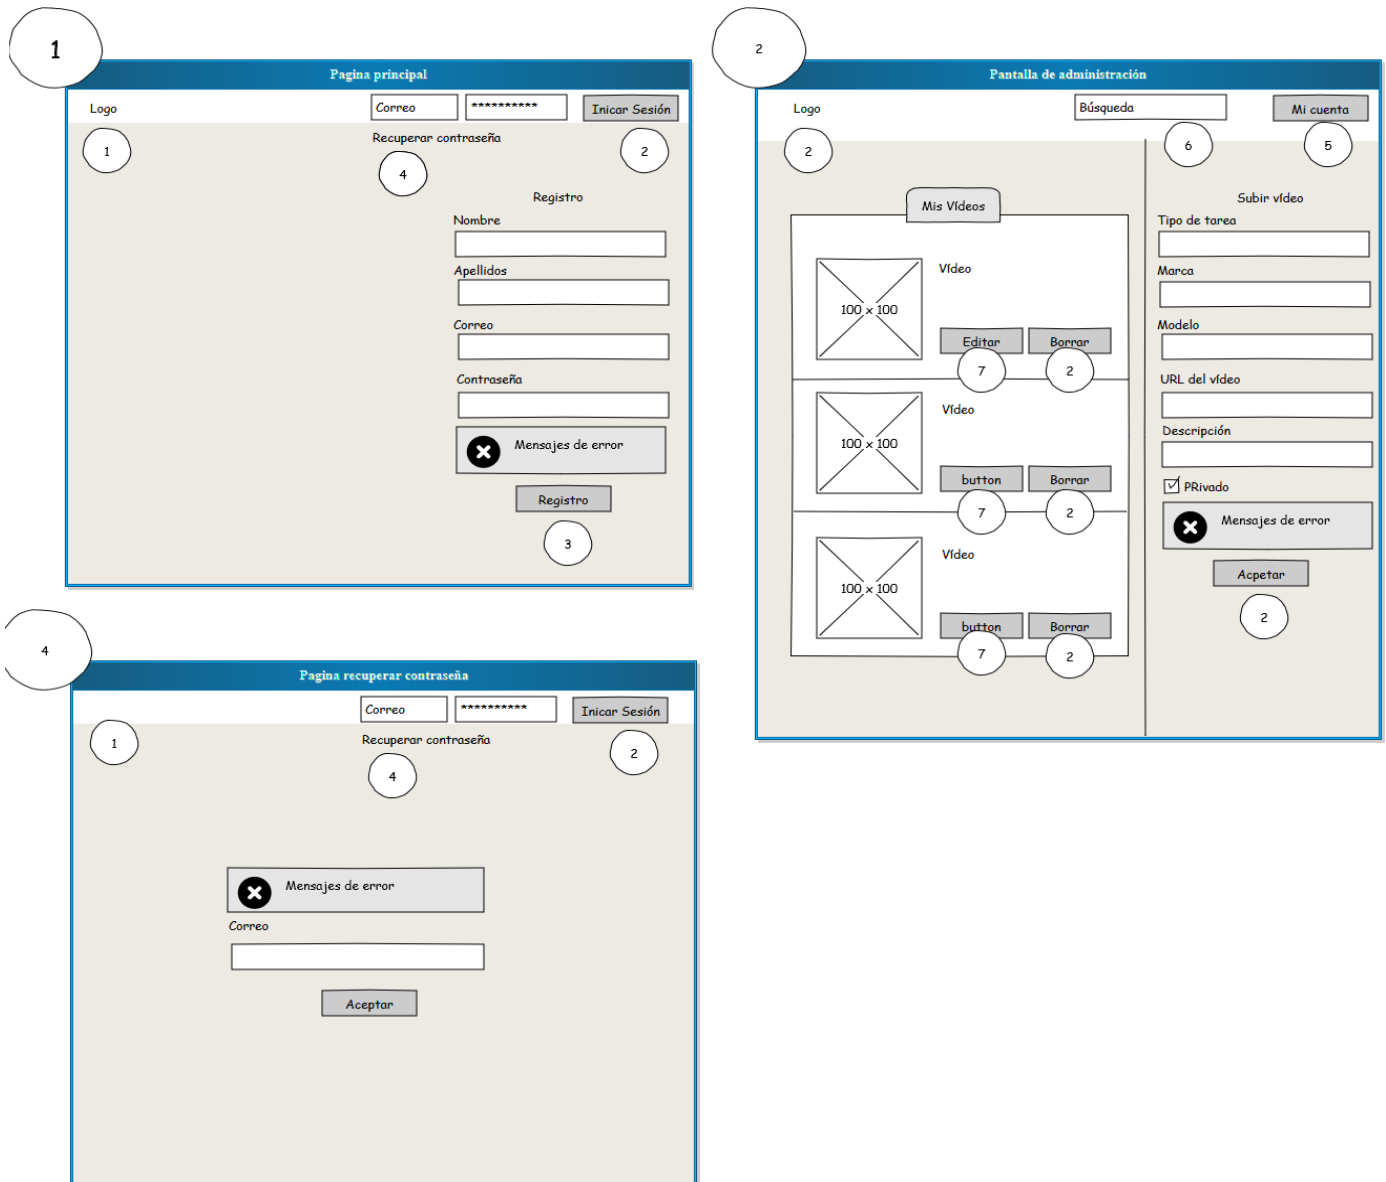 1
Pagina principal
Logo
Correo
**********
Inicar Sesión
1
Recuperar contraseña
4
2
Registro
Nombre
Apellidos
Correo
Contraseña
Mensajes de error
Registro
3
2
Pantalla de administración
Logo
Búsqueda
Mi cuenta
2
6
5
Mis Vídeos
100 x 100
Vídeo
Editar
Borrar
7
2
100 x 100
Vídeo
button
Borrar
7
2
100 x 100
Vídeo
button
Borrar
7
2
Subir vídeo
Tipo de tarea
Marca
Modelo
URL del vídeo
Descripción
PRivado
Mensajes de error
Acpetar
2
4
Pagina recuperar contraseña
Correo
**********
Inicar Sesión
1
Recuperar contraseña
4
2
Mensajes de error
Correo
Aceptar